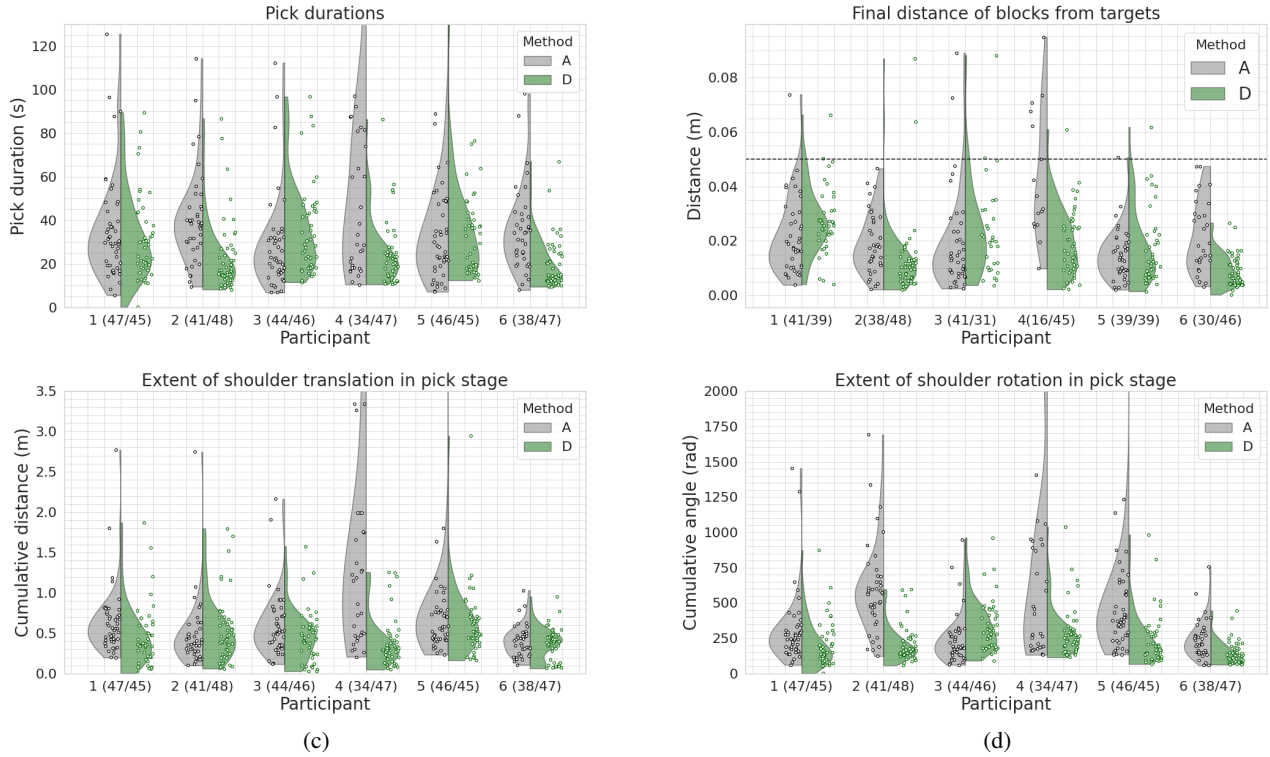 Pick durations
Pick duration (s)
120
100
80
60
40
20
0
Method
A
D
1 (47/45) 2 (41/48) 3 (44/46) 4 (34/47) 5 (46/45) 6 (38/47)
Participant
Final distance of blocks from targets
Distance (m)
0.08
0.06
0.04
0.02
0.00
Method
A
D
1 (41/39) 2(38/48) 3 (41/31) 4(16/45) 5 (39/39) 6 (30/46)
Participant
Extent of shoulder translation in pick stage
Cumulative distance (m)
3.5
3.0
2.5
2.0
1.5
1.0
0.5
0.0
Method
A
D
1 (47/45) 2 (41/48) 3 (44/46) 4 (34/47) 5 (46/45) 6 (38/47)
Participant
(c)
Extent of shoulder rotation in pick stage
Cumulative angle (rad)
2000
1750
1500
1250
1000
750
500
250
0
Method
A
D
1 (47/45) 2 (41/48) 3 (44/46) 4 (34/47) 5 (46/45) 6 (38/47)
Participant
(d)